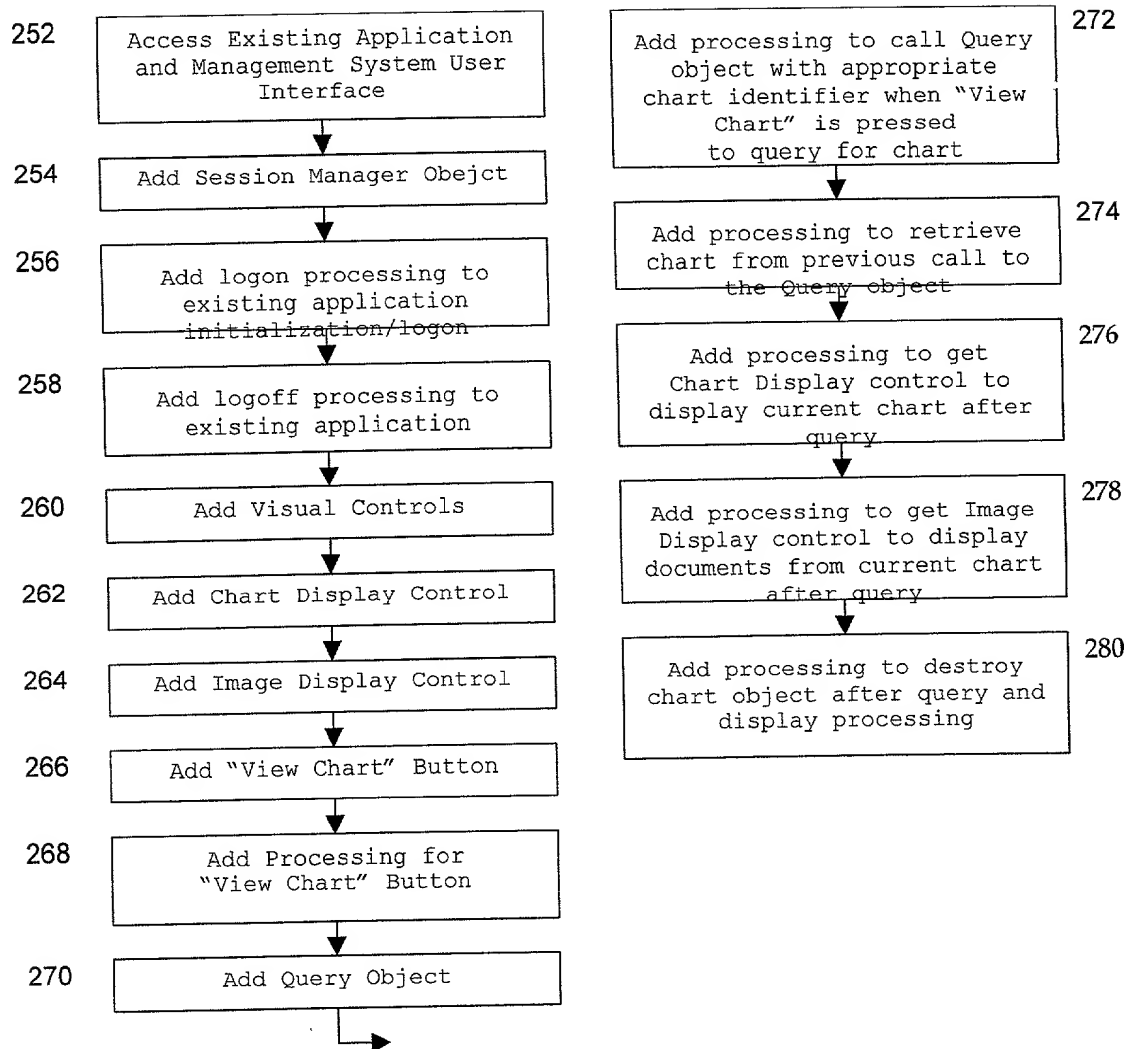 252
Access Existing Application
and Management System User
Interface
254
Add Session Manager Obejct
256
Add logon processing to
existing application
initialization/logon
258
Add logoff processing to
existing application
260
Add Visual Controls
262
Add Chart Display Control
264
Add Image Display Control
266
Add "View Chart" Button
268
Add Processing for
"View Chart" Button
270
Add Query Object
272
Add processing to call Query
object with appropriate
chart identifier when "View
Chart" is pressed
to query for chart
274
Add processing to retrieve
chart from previous call to
the Query object
276
Add processing to get
Chart Display control to
display current chart after
query
278
Add processing to get Image
Display control to display
documents from current chart
after query
280
Add processing to destroy
chart object after query and
display processing